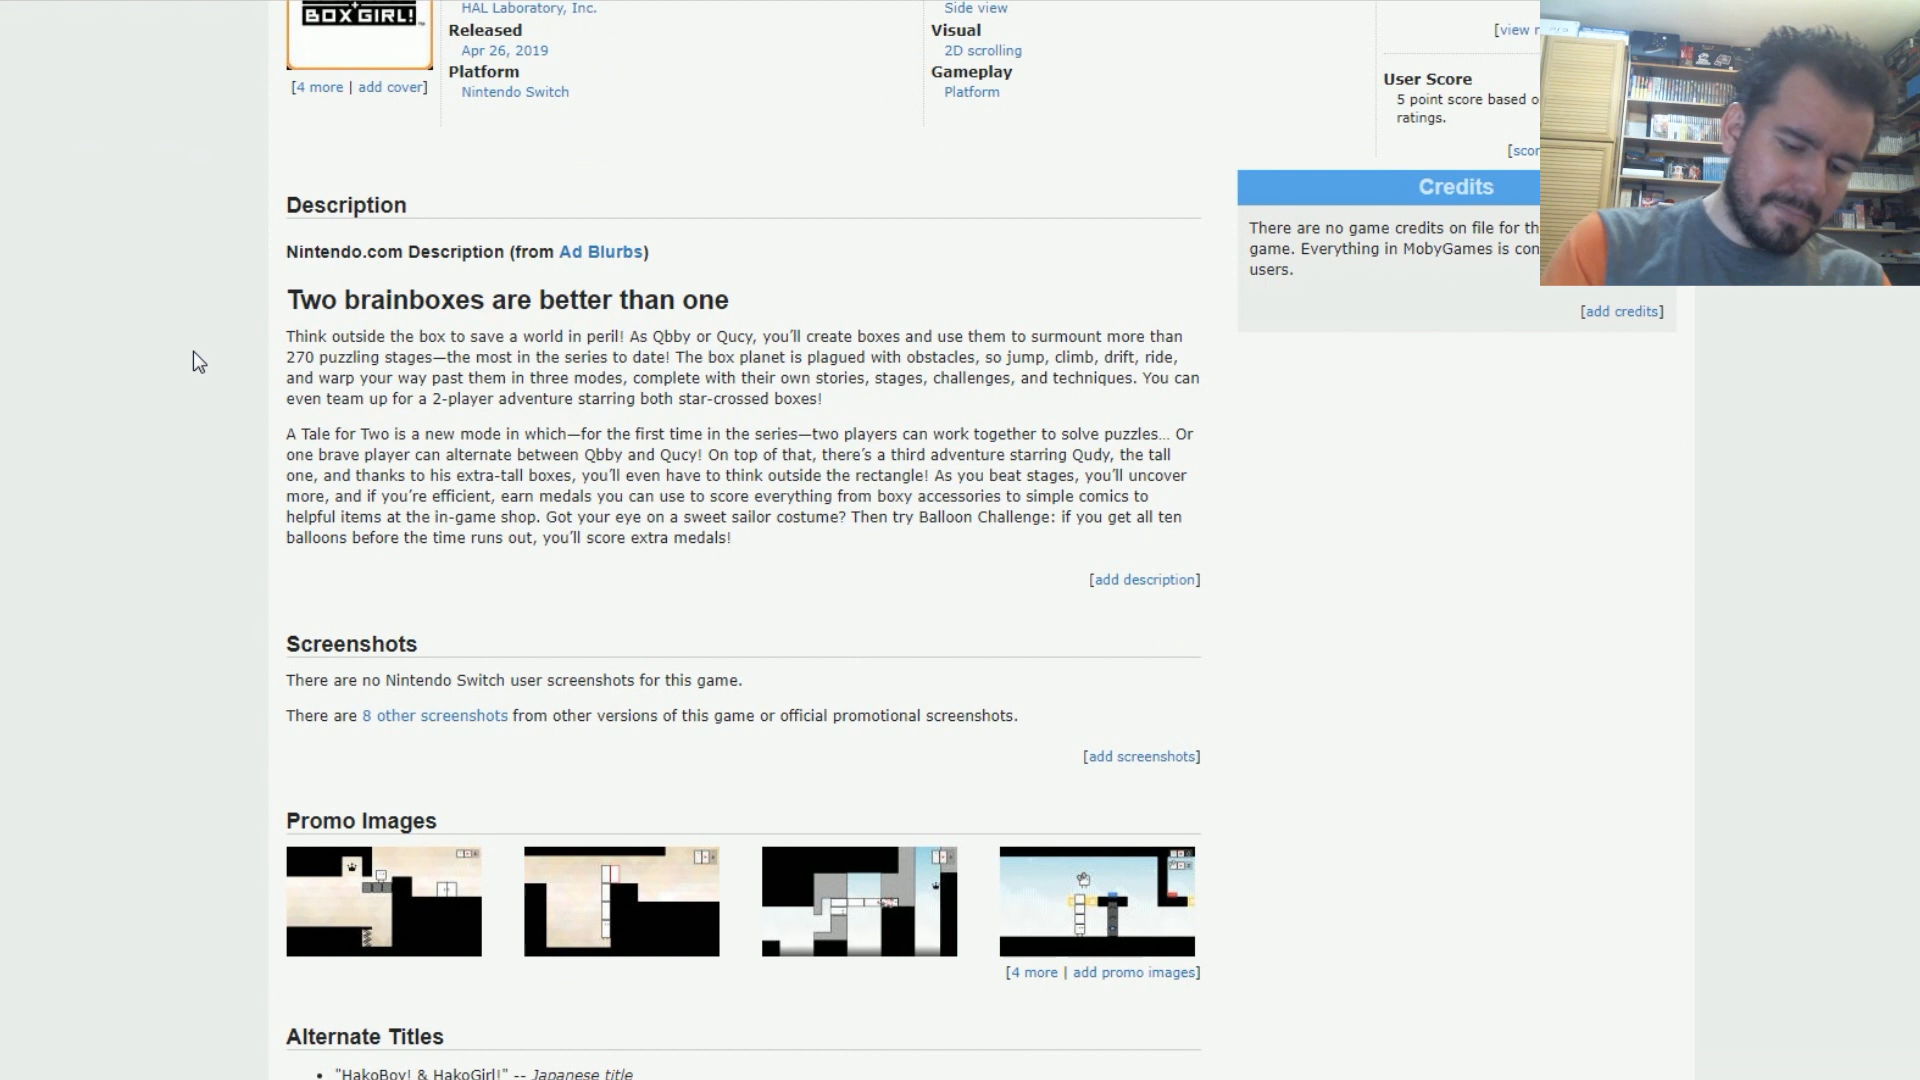 BOXGIRL!
[4 more | add cover]
HAL Laboratory, Inc.
Released
Apr 26, 2019
Platform
Nintendo Switch
Side view
Visual
2D scrolling
Gameplay
Platform
[view
User Score
5 point score based
ratings.
Credits
There are no game credits on file for
game. Everything in MobyGames is
users.
[add credits]
Description
Nintendo.com Description (from Ad Blurbs)
Two brainboxes are better than one
Think outside the box to save a world in peril! As Qbby or Qucy, you’ll create boxes and use them to surmount more than
270 puzzling stages—the most in the series to date! The box planet is plagued with obstacles, so jump, climb, drift, ride,
and warp your way past them in three modes, complete with their own stories, stages, challenges, and techniques. You can
even team up for a 2-player adventure starring both star-crossed boxes!
A Tale for Two is a new mode in which—for the first time in the series—two players can work together to solve puzzles… Or
one brave player can alternate between Qbby and Qucy! On top of that, there’s a third adventure starring Qudy, the tall
one, and thanks to his extra-tall boxes, you’ll even have to think outside the rectangle! As you beat stages, you’ll uncover
more, and if you’re efficient, earn medals you can use to score everything from boxy accessories to simple comics to
helpful items at the in-game shop. Got your eye on a sweet sailor costume? Then try Balloon Challenge: if you get all ten
balloons before the time runs out, you’ll score extra medals!
[add description]
Screenshots
There are no Nintendo Switch user screenshots for this game.
There are 8 other screenshots from other versions of this game or official promotional screenshots.
[add screenshots]
Promo Images
[4 more | add promo images]
Alternate Titles
• "HakoBoy! & HakoGirl!" -- Japanese title